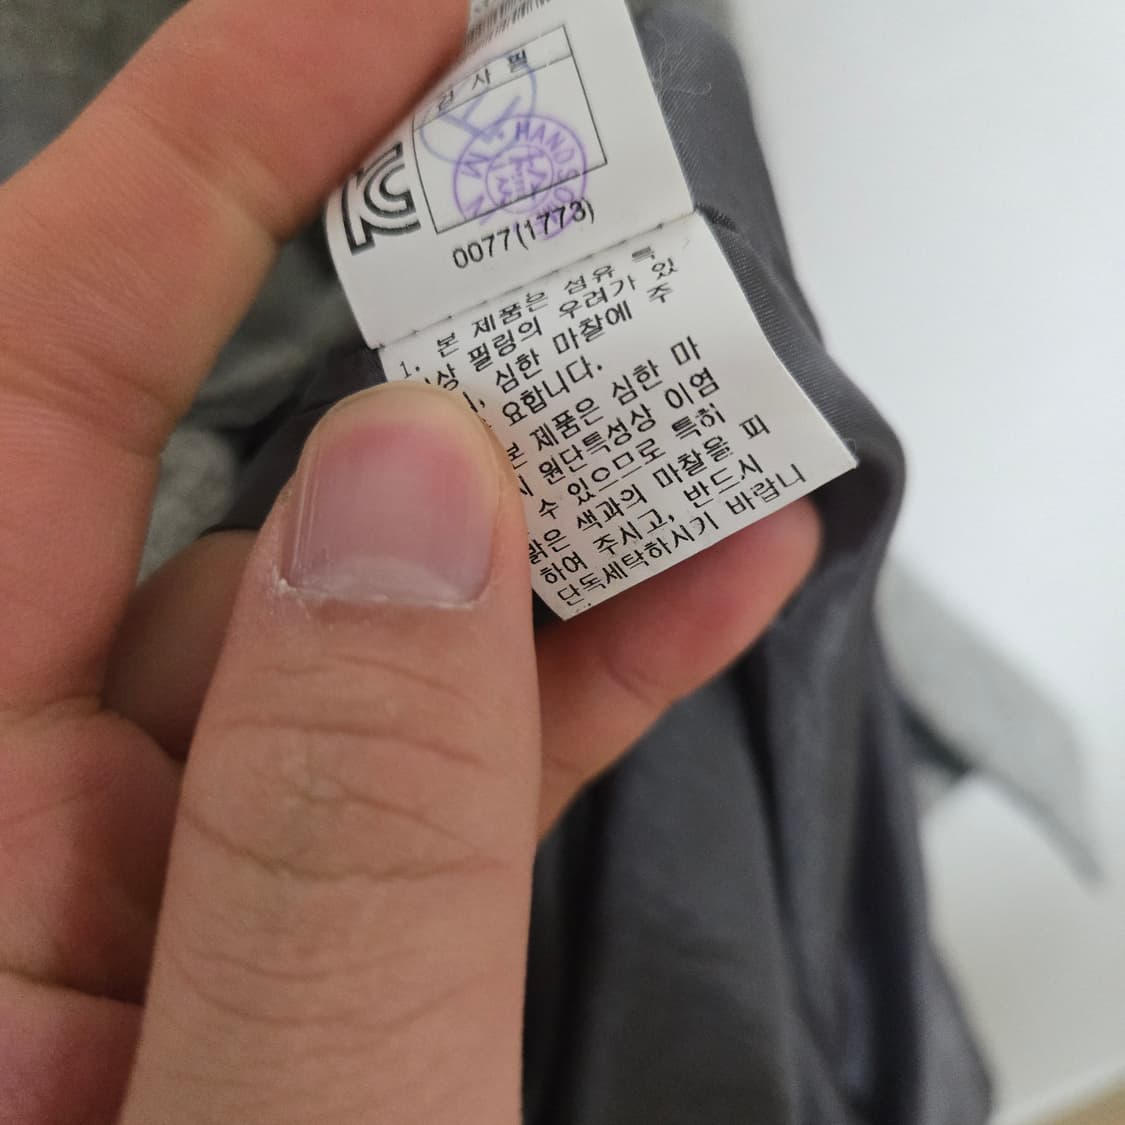 검 사 필
HANDSO
0077(1773)
1. 본 제품은 섬유 특
상 필링의 우려가 있
, 심한 마찰에 주
요합니다.
본 제품은 심한 마
시 원단특성상 이염
수 있으므로 특히
밝은 색과의 마찰을 피
하여 주시고, 반드시
단독세탁하시기 바랍니